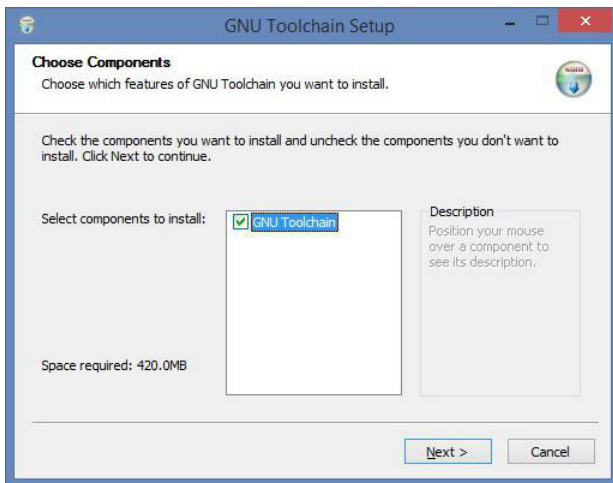 GNU Toolchain Setup
Choose Components
Choose which features of GNU Toolchain you want to install.
Check the components you want to install and uncheck the components you don't want to
install. Click Next to continue.
Select components to install:
GNU Toolchain
Description
Position your mouse
over a component to
see its description.
Space required: 420.0MB
Next >
Cancel